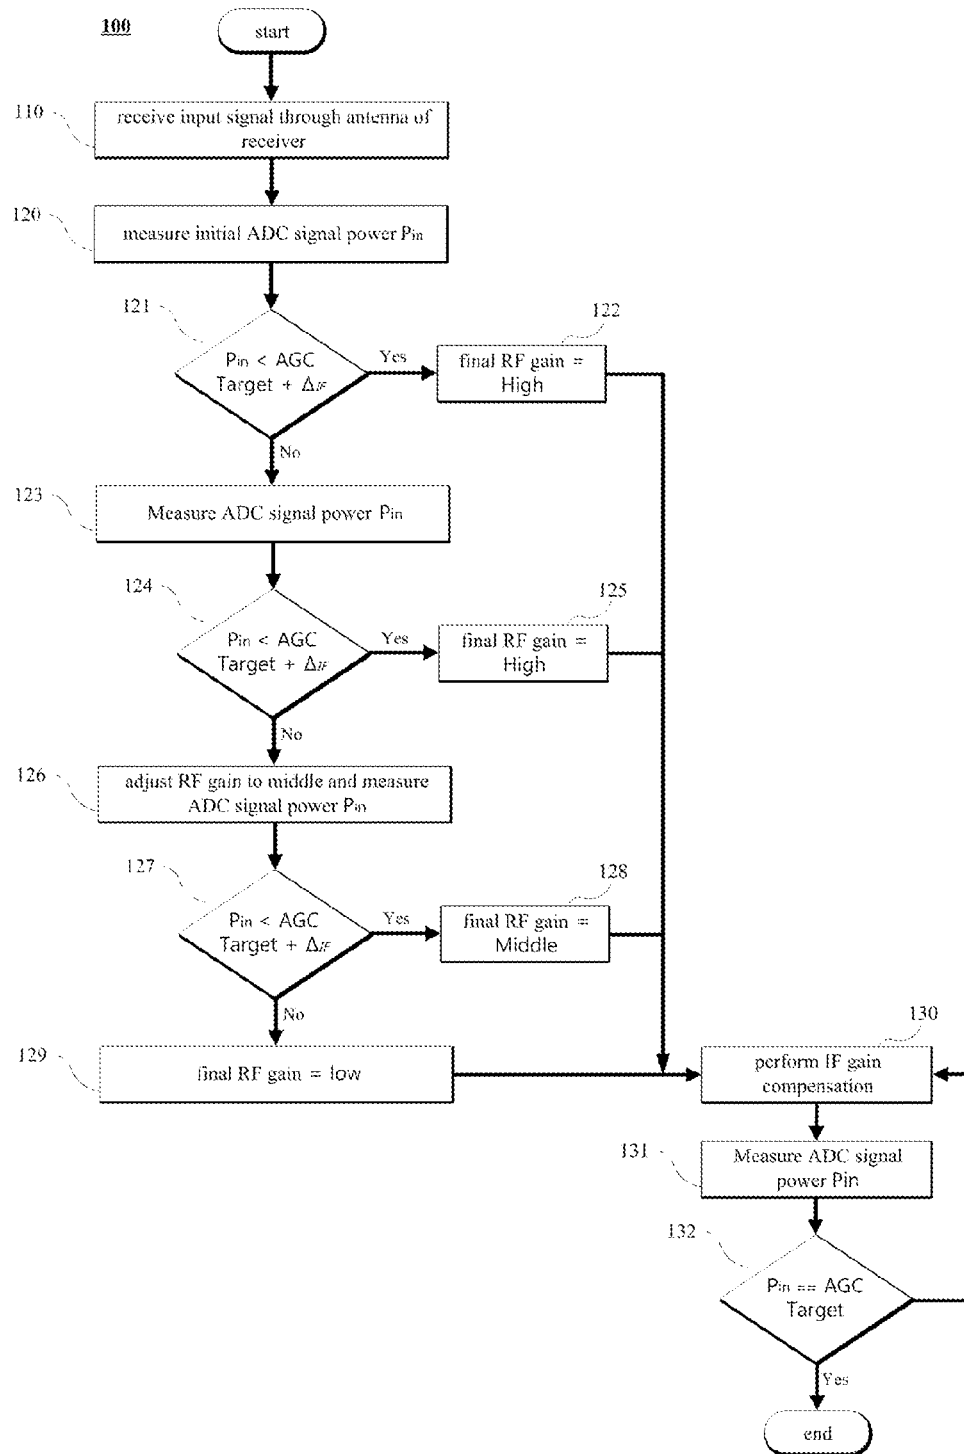 100
start
110
receive input signal through antenna of
receiver
120
measure initial ADC signal power Pin
121
Pin < AGC
Target + ΔIF
Yes
122
final RF gain =
High
No
123
Measure ADC signal power Pin
124
Pin < AGC
Target + ΔIF
Yes
125
final RF gain =
High
No
126
adjust RF gain to middle and measure
ADC signal power Pin
127
Pin < AGC
Target + ΔIF
Yes
128
final RF gain =
Middle
No
129
final RF gain = low
130
perform IF gain
compensation
131
Measure ADC signal
power Pin
132
Pin == AGC
Target
Yes
end